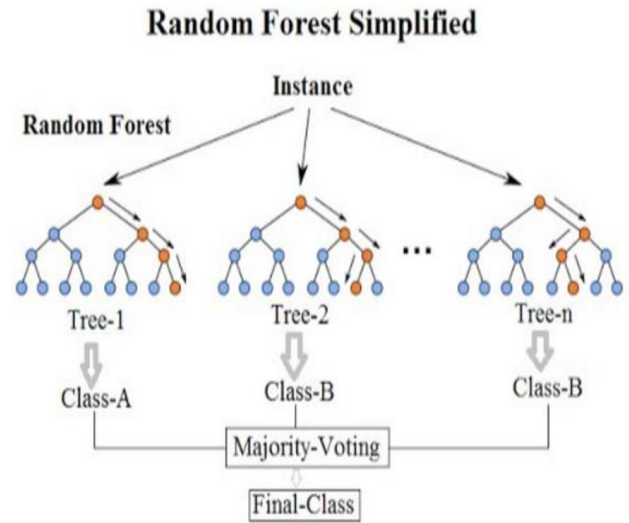 Random Forest Simplified
Instance
Random Forest
...
Tree-1
Tree-2
Tree-n
Class-A
Class-B
Class-B
Majority-Voting
Final-Class